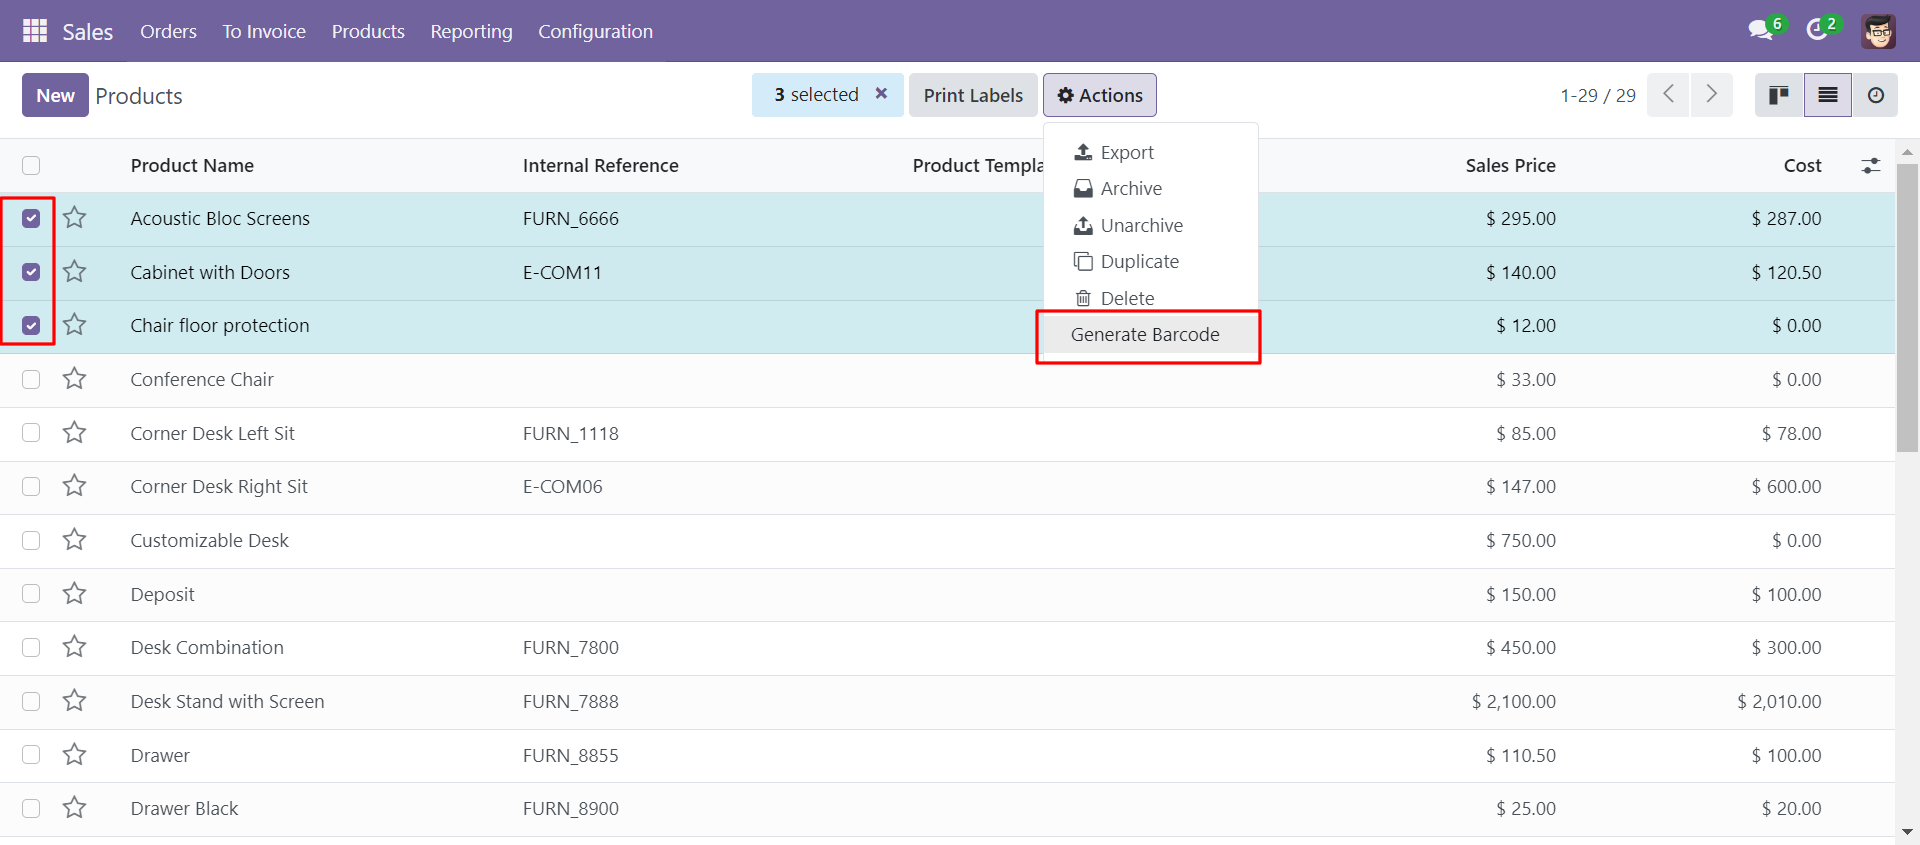 Sales Orders To Invoice Products Reporting Configuration 6 2
New Products 3 selected × Print Labels Actions 1-29 / 29
Product Name Internal Reference Product Templa Sales Price Cost
Export
Archive
Unarchive
Duplicate
Delete
Generate Barcode
Acoustic Bloc Screens FURN_6666 $ 295.00 $ 287.00
Cabinet with Doors E-COM11 $ 140.00 $ 120.50
Chair floor protection $ 12.00 $ 0.00
Conference Chair $ 33.00 $ 0.00
Corner Desk Left Sit FURN_1118 $ 85.00 $ 78.00
Corner Desk Right Sit E-COM06 $ 147.00 $ 600.00
Customizable Desk $ 750.00 $ 0.00
Deposit $ 150.00 $ 100.00
Desk Combination FURN_7800 $ 450.00 $ 300.00
Desk Stand with Screen FURN_7888 $ 2,100.00 $ 2,010.00
Drawer FURN_8855 $ 110.50 $ 100.00
Drawer Black FURN_8900 $ 25.00 $ 20.00